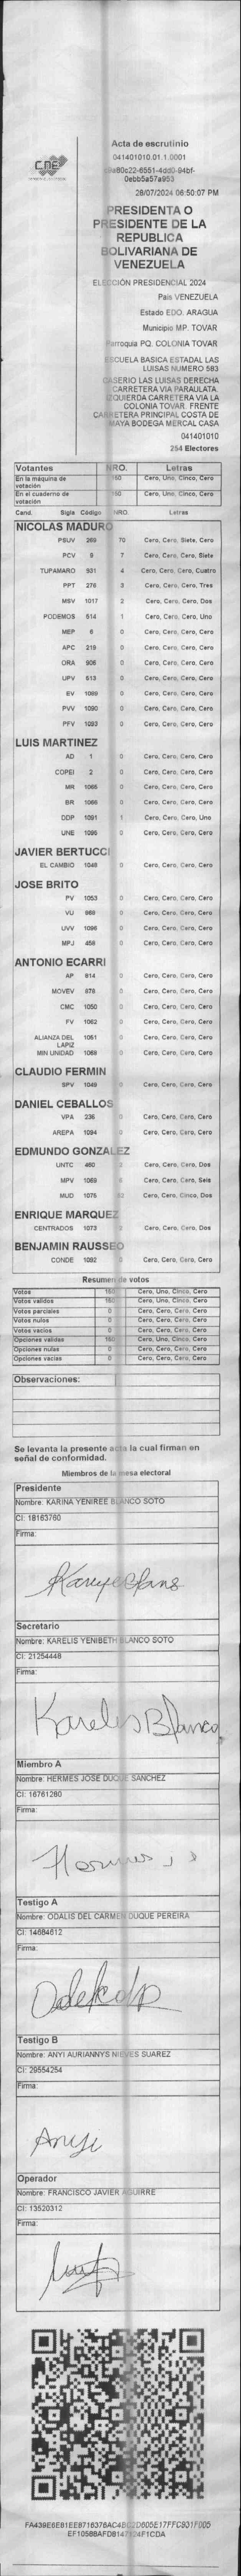 CNE
Acta de escrutinio
041401010.01.1.0001
0ebb5a57a953
28/07/2024 06:50:07 PM
PRESIDENTA O
PRESIDENTE DE LA
REPUBLICA
BOLIVARIANA DE
VENEZUELA
ELECCIÓN PRESIDENCIAL 2024
Pais VENEZUELA
Estado EDO. ARAGUA
Municipio MP. TOVAR
Parroquia PQ. COLONIA TOVAR
ESCUELA BASICA ESTADAL LAS
LUISAS NUMERO 583
CASERIO LAS LUISAS DERECHA
CARRETERA VIA PARAULATA.
IZQUIERDA CARRETERA VIA LA
COLONIA TOVAR. FRENTE
CARRETERA PRINCIPAL COSTA DE
MAYA BODEGA MERCAL CASA
041401010
254 Electores
Votantes NRO. Letras
En la máquina de votación 150 Cero, Uno, Cinco, Cero
En el cuaderno de votación 150 Cero, Uno, Cinco, Cero
Cand. Sigla Código NRO. Letras
NICOLAS MADURO
PSUV 269 70 Cero, Cero, Siete, Cero
PCV 9 7 Cero, Cero, Cero, Siete
TUPAMARO 931 4 Cero, Cero, Cero, Cuatro
PPT 276 3 Cero, Cero, Cero, Tres
MSV 1017 2 Cero, Cero, Cero, Dos
PODEMOS 514 1 Cero, Cero, Cero, Uno
MEP 6 0 Cero, Cero, Cero, Cero
APC 219 0 Cero, Cero, Cero, Cero
ORA 906 0 Cero, Cero, Cero, Cero
UPV 513 0 Cero, Cero, Cero, Cero
EV 1089 0 Cero, Cero, Cero, Cero
PVV 1090 0 Cero, Cero, Cero, Cero
PFV 1093 0 Cero, Cero, Cero, Cero
LUIS MARTINEZ
AD 1 0 Cero, Cero, Cero, Cero
COPEI 2 0 Cero, Cero, Cero, Cero
MR 1065 0 Cero, Cero, Cero, Cero
BR 1066 0 Cero, Cero, Cero, Cero
DDP 1091 1 Cero, Cero, Cero, Uno
UNE 1095 0 Cero, Cero, Cero, Cero
JAVIER BERTUCCI
EL CAMBIO 1048 0 Cero, Cero, Cero, Cero
JOSE BRITO
PV 1053 0 Cero, Cero, Cero, Cero
VU 968 0 Cero, Cero, Cero, Cero
UVV 1096 0 Cero, Cero, Cero, Cero
MPJ 458 0 Cero, Cero, Cero, Cero
ANTONIO ECARRI
AP 814 0 Cero, Cero, Cero, Cero
MOVEV 878 0 Cero, Cero, Cero, Cero
CMC 1050 0 Cero, Cero, Cero, Cero
FV 1062 0 Cero, Cero, Cero, Cero
ALIANZA DEL LAPIZ 1051 0 Cero, Cero, Cero, Cero
MIN UNIDAD 1068 0 Cero, Cero, Cero, Cero
CLAUDIO FERMIN
SPV 1049 0 Cero, Cero, Cero, Cero
DANIEL CEBALLOS
VPA 236 0 Cero, Cero, Cero, Cero
AREPA 1094 0 Cero, Cero, Cero, Cero
EDMUNDO GONZALEZ
UNTC 460 2 Cero, Cero, Cero, Dos
MPV 1069 6 Cero, Cero, Cero, Seis
MUD 1075 52 Cero, Cero, Cinco, Dos
ENRIQUE MARQUEZ
CENTRADOS 1073 2 Cero, Cero, Cero, Dos
BENJAMIN RAUSSEO
CONDE 1092 0 Cero, Cero, Cero, Cero
Resumen de votos
Votos 150 Cero, Uno, Cinco, Cero
Votos validos 150 Cero, Uno, Cinco, Cero
Votos parciales 0 Cero, Cero, Cero, Cero
Votos nulos 0 Cero, Cero, Cero, Cero
Votos vacios 0 Cero, Cero, Cero, Cero
Opciones validas 150 Cero, Uno, Cinco, Cero
Opciones nulas 0 Cero, Cero, Cero, Cero
Opciones vacias 0 Cero, Cero, Cero, Cero
Observaciones:
Se levanta la presente acta la cual firman en
señal de conformidad.
Miembros de la mesa electoral
Presidente
Nombre: KARINA YENIREE BLANCO SOTO
CI: 18163760
Firma:
Secretario
Nombre: KARELIS YENIBETH BLANCO SOTO
CI: 21254448
Firma:
Karelis Blanco
Miembro A
Nombre: HERMES JOSE DUQUE SANCHEZ
CI: 16761260
Firma:
Testigo A
Nombre: ODALIS DEL CARMEN DUQUE PEREIRA
CI: 14684612
Firma:
Testigo B
Nombre: ANYI AURIANNYS NIEVES SUAREZ
CI: 29554254
Firma:
Anyi
Operador
Nombre: FRANCISCO JAVIER AGUIRRE
CI: 13520312
Firma: